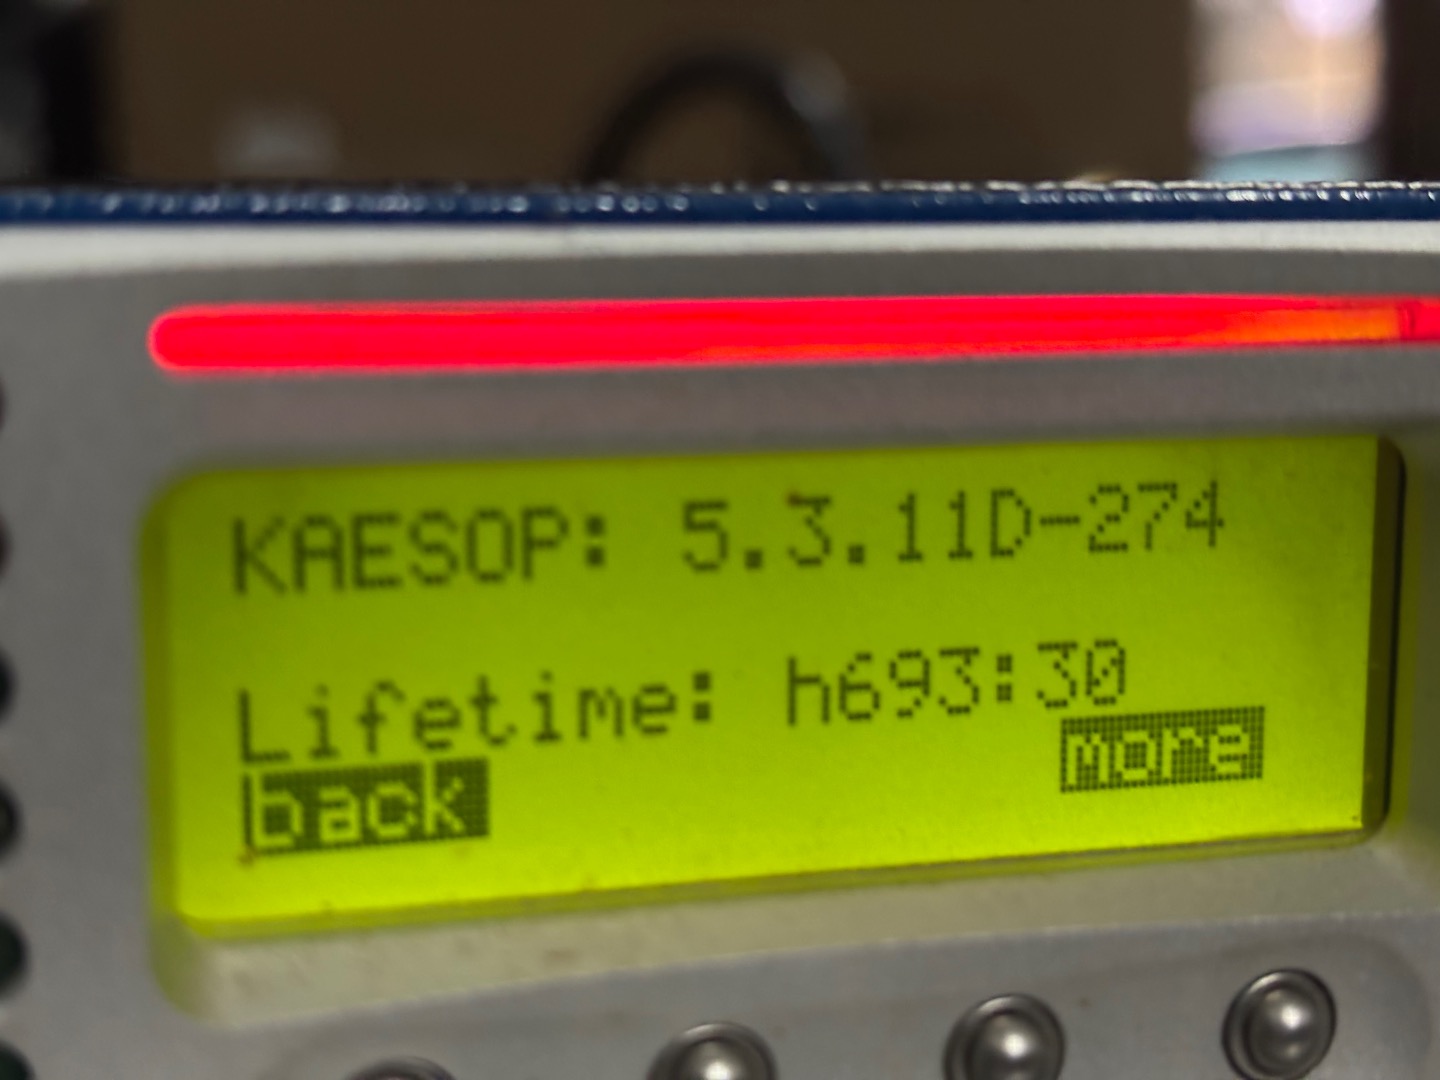 KAESOP: 5.3.11D-274
Lifetime: h693:30
back more